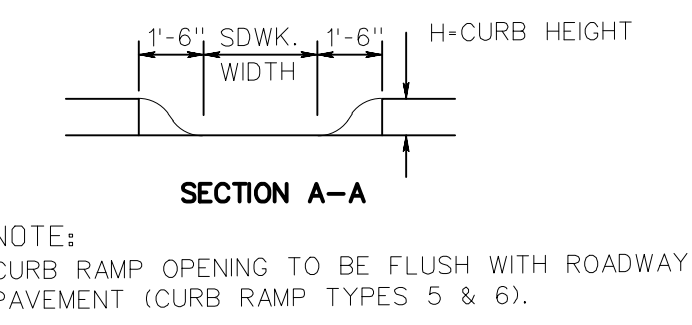 1'-6" SDWK. 1'-6" H=CURB HEIGHT
WIDTH
SECTION A-A
NOTE:
CURB RAMP OPENING TO BE FLUSH WITH ROADWAY
PAVEMENT (CURB RAMP TYPES 5 & 6).